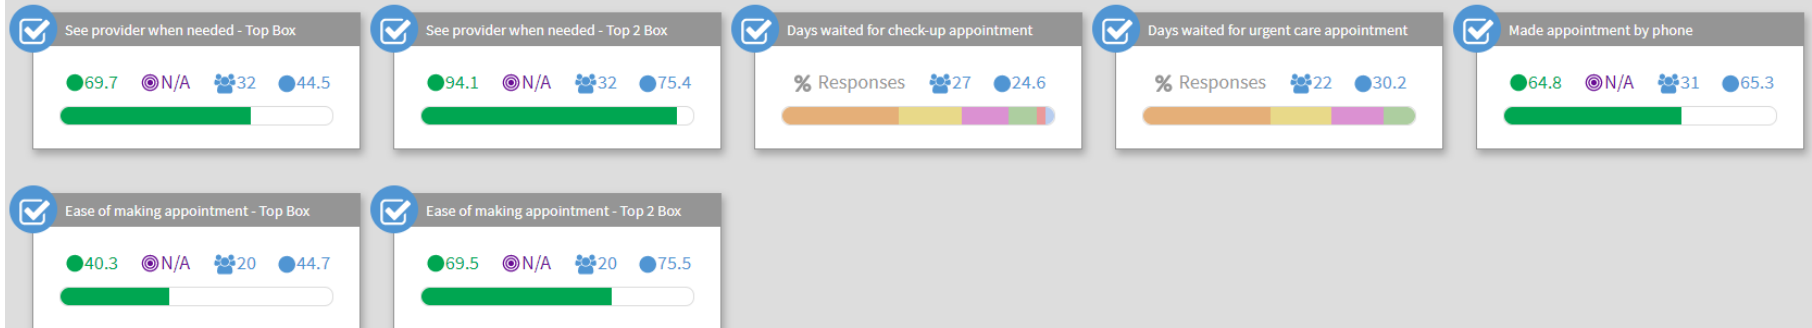 See provider when needed - Top Box
69.7 N/A 32 44.5
See provider when needed - Top 2 Box
94.1 N/A 32 75.4
Days waited for check-up appointment
% Responses 27 24.6
Days waited for urgent care appointment
% Responses 22 30.2
Made appointment by phone
64.8 N/A 31 65.3
Ease of making appointment - Top Box
40.3 N/A 20 44.7
Ease of making appointment - Top 2 Box
69.5 N/A 20 75.5